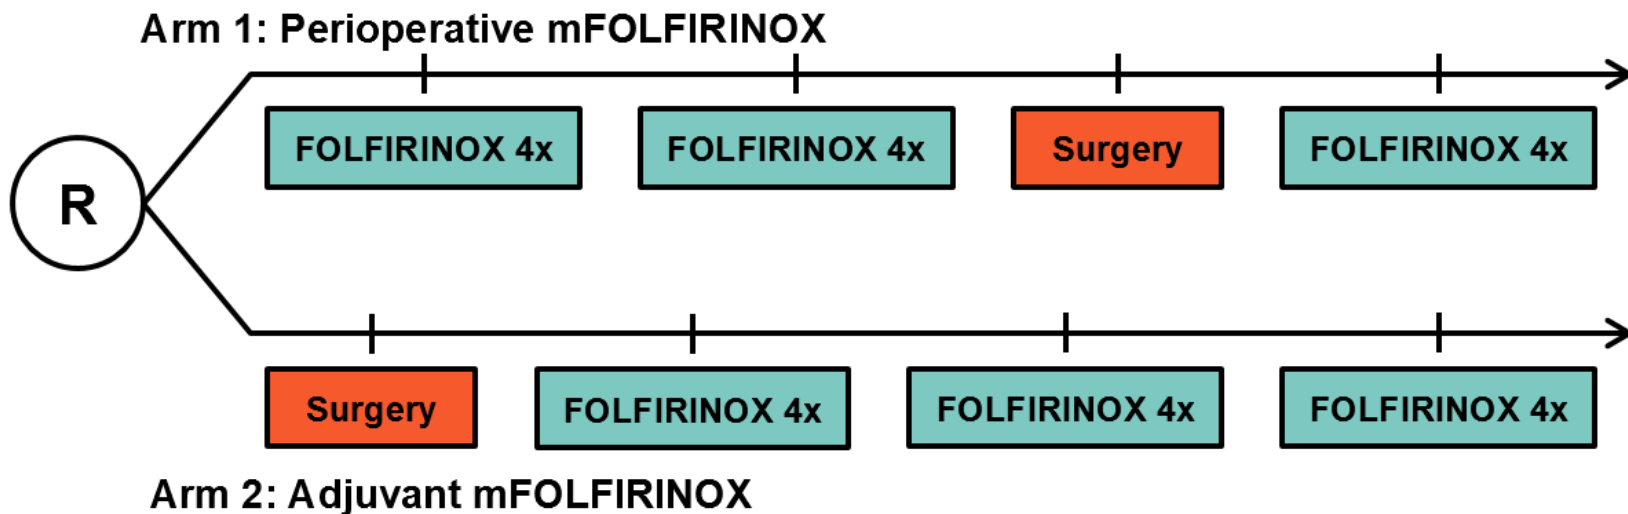 Arm 1: Perioperative mFOLFIRINOX
FOLFIRINOX 4x
FOLFIRINOX 4x
Surgery
FOLFIRINOX 4x
R
Surgery
FOLFIRINOX 4x
FOLFIRINOX 4x
FOLFIRINOX 4x
Arm 2: Adjuvant mFOLFIRINOX